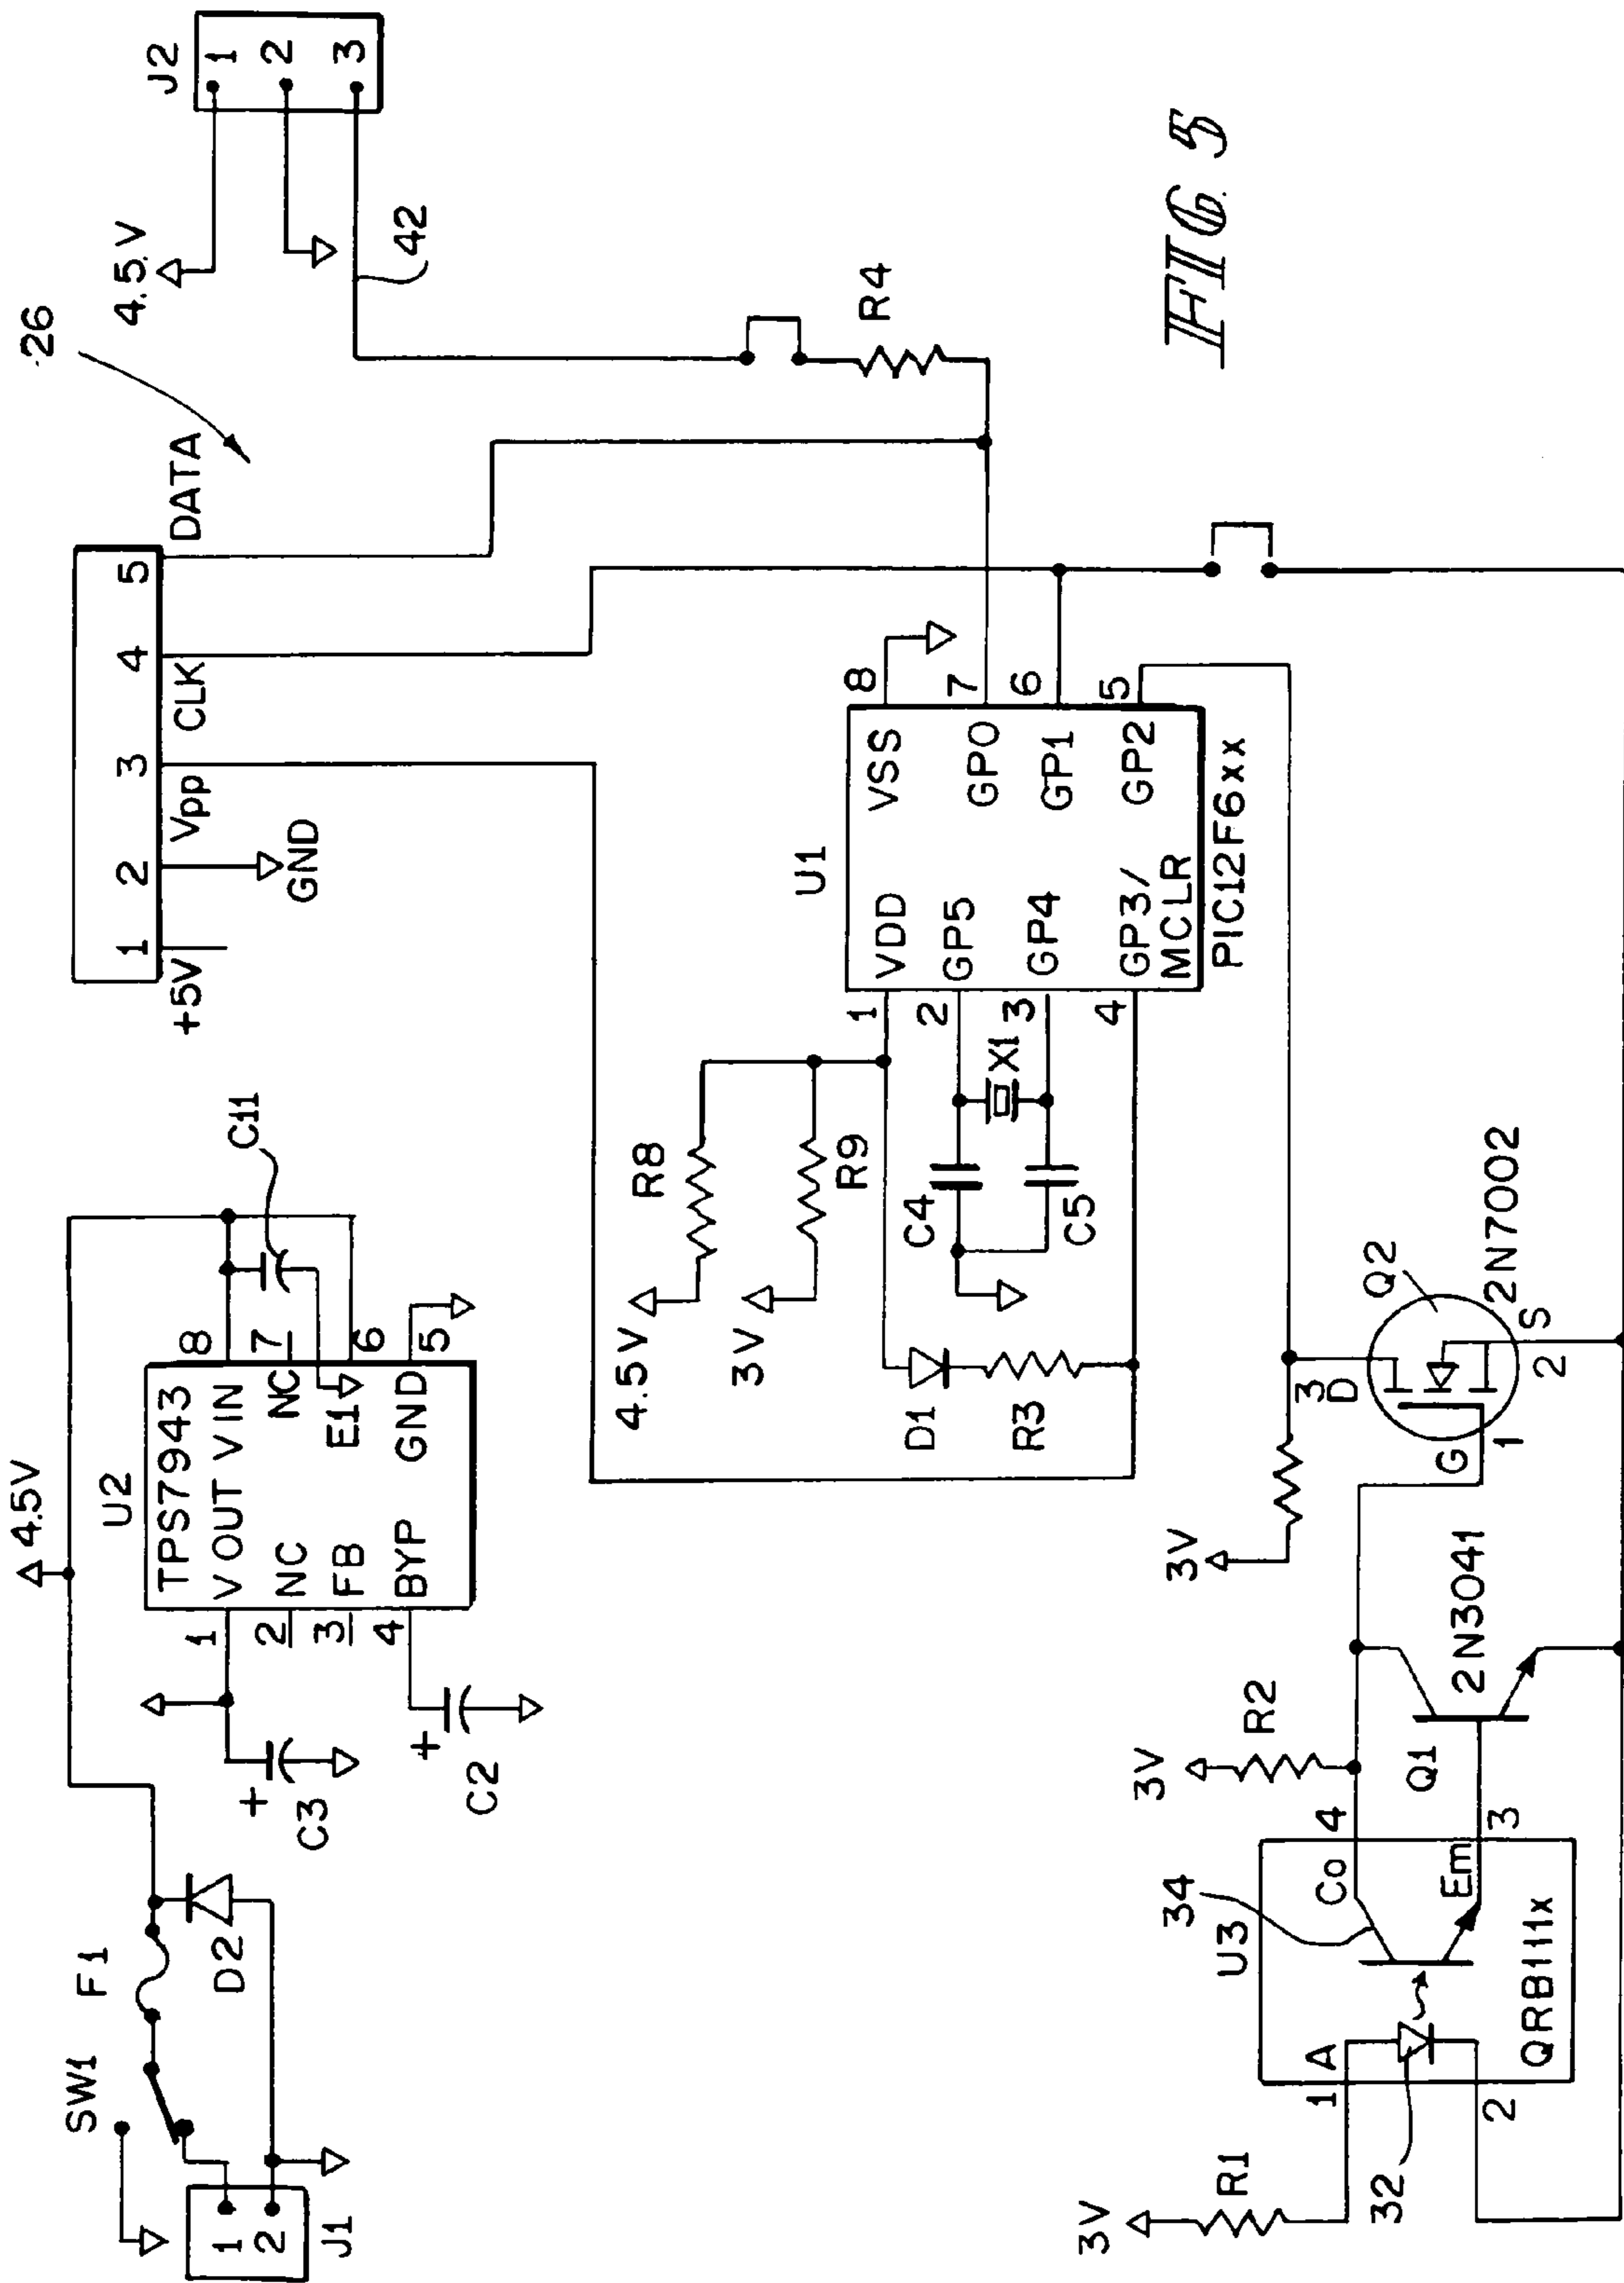 26
4.5V
J1
1
2
SW1
F1
D2
C3
+
C2
+
U2
TPS7943
V OUT V IN
NC NC
FB E1
BYP GND
1
2
3
4
8
7
6
5
C11
1 2 3 4 5
+5V
GND
Vpp
CLK
DATA
4.5.V
J2
1
2
3
42
R4
4.5V
R8
3V
R9
D1
R3
C4
C5
X1
U1
VDD VSS
GP5 GP0
GP4 GP1
GP3/ GP2
MCLR
PIC12F6xx
1
2
3
4
8
7
6
5
3V
R1
32
U3
34
1 A
2
Co 4
Em 3
QRB111x
3V
R2
Q1
2N3041
3V
3
D
G
1
S
2
Q2
2N7002
FIG. 5